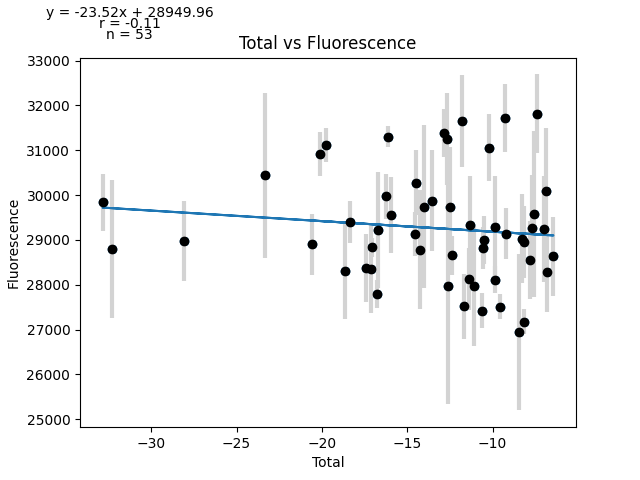 y = -23.52x + 28949.96
r = -0.11
n = 53
Total vs Fluorescence
33000
32000
31000
30000
29000
28000
27000
26000
25000
Fluorescence
−30 −25 −20 −15 −10
Total